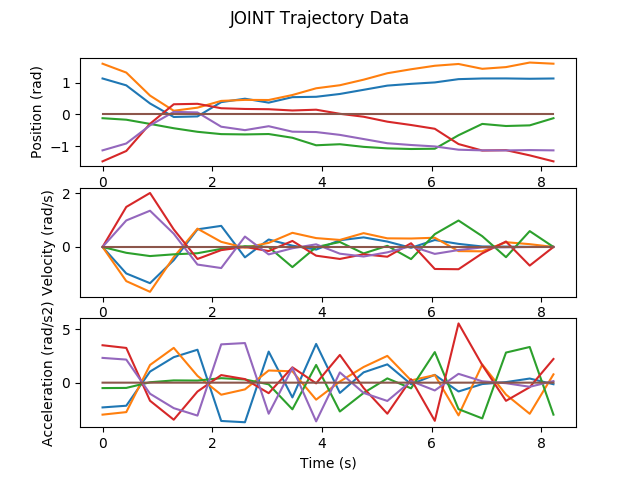 JOINT Trajectory Data
Position (rad)
1
0
−1
0 2 4 6 8
Velocity (rad/s)
2
0
0 2 4 6 8
Acceleration (rad/s2)
5
0
0 2 4 6 8
Time (s)